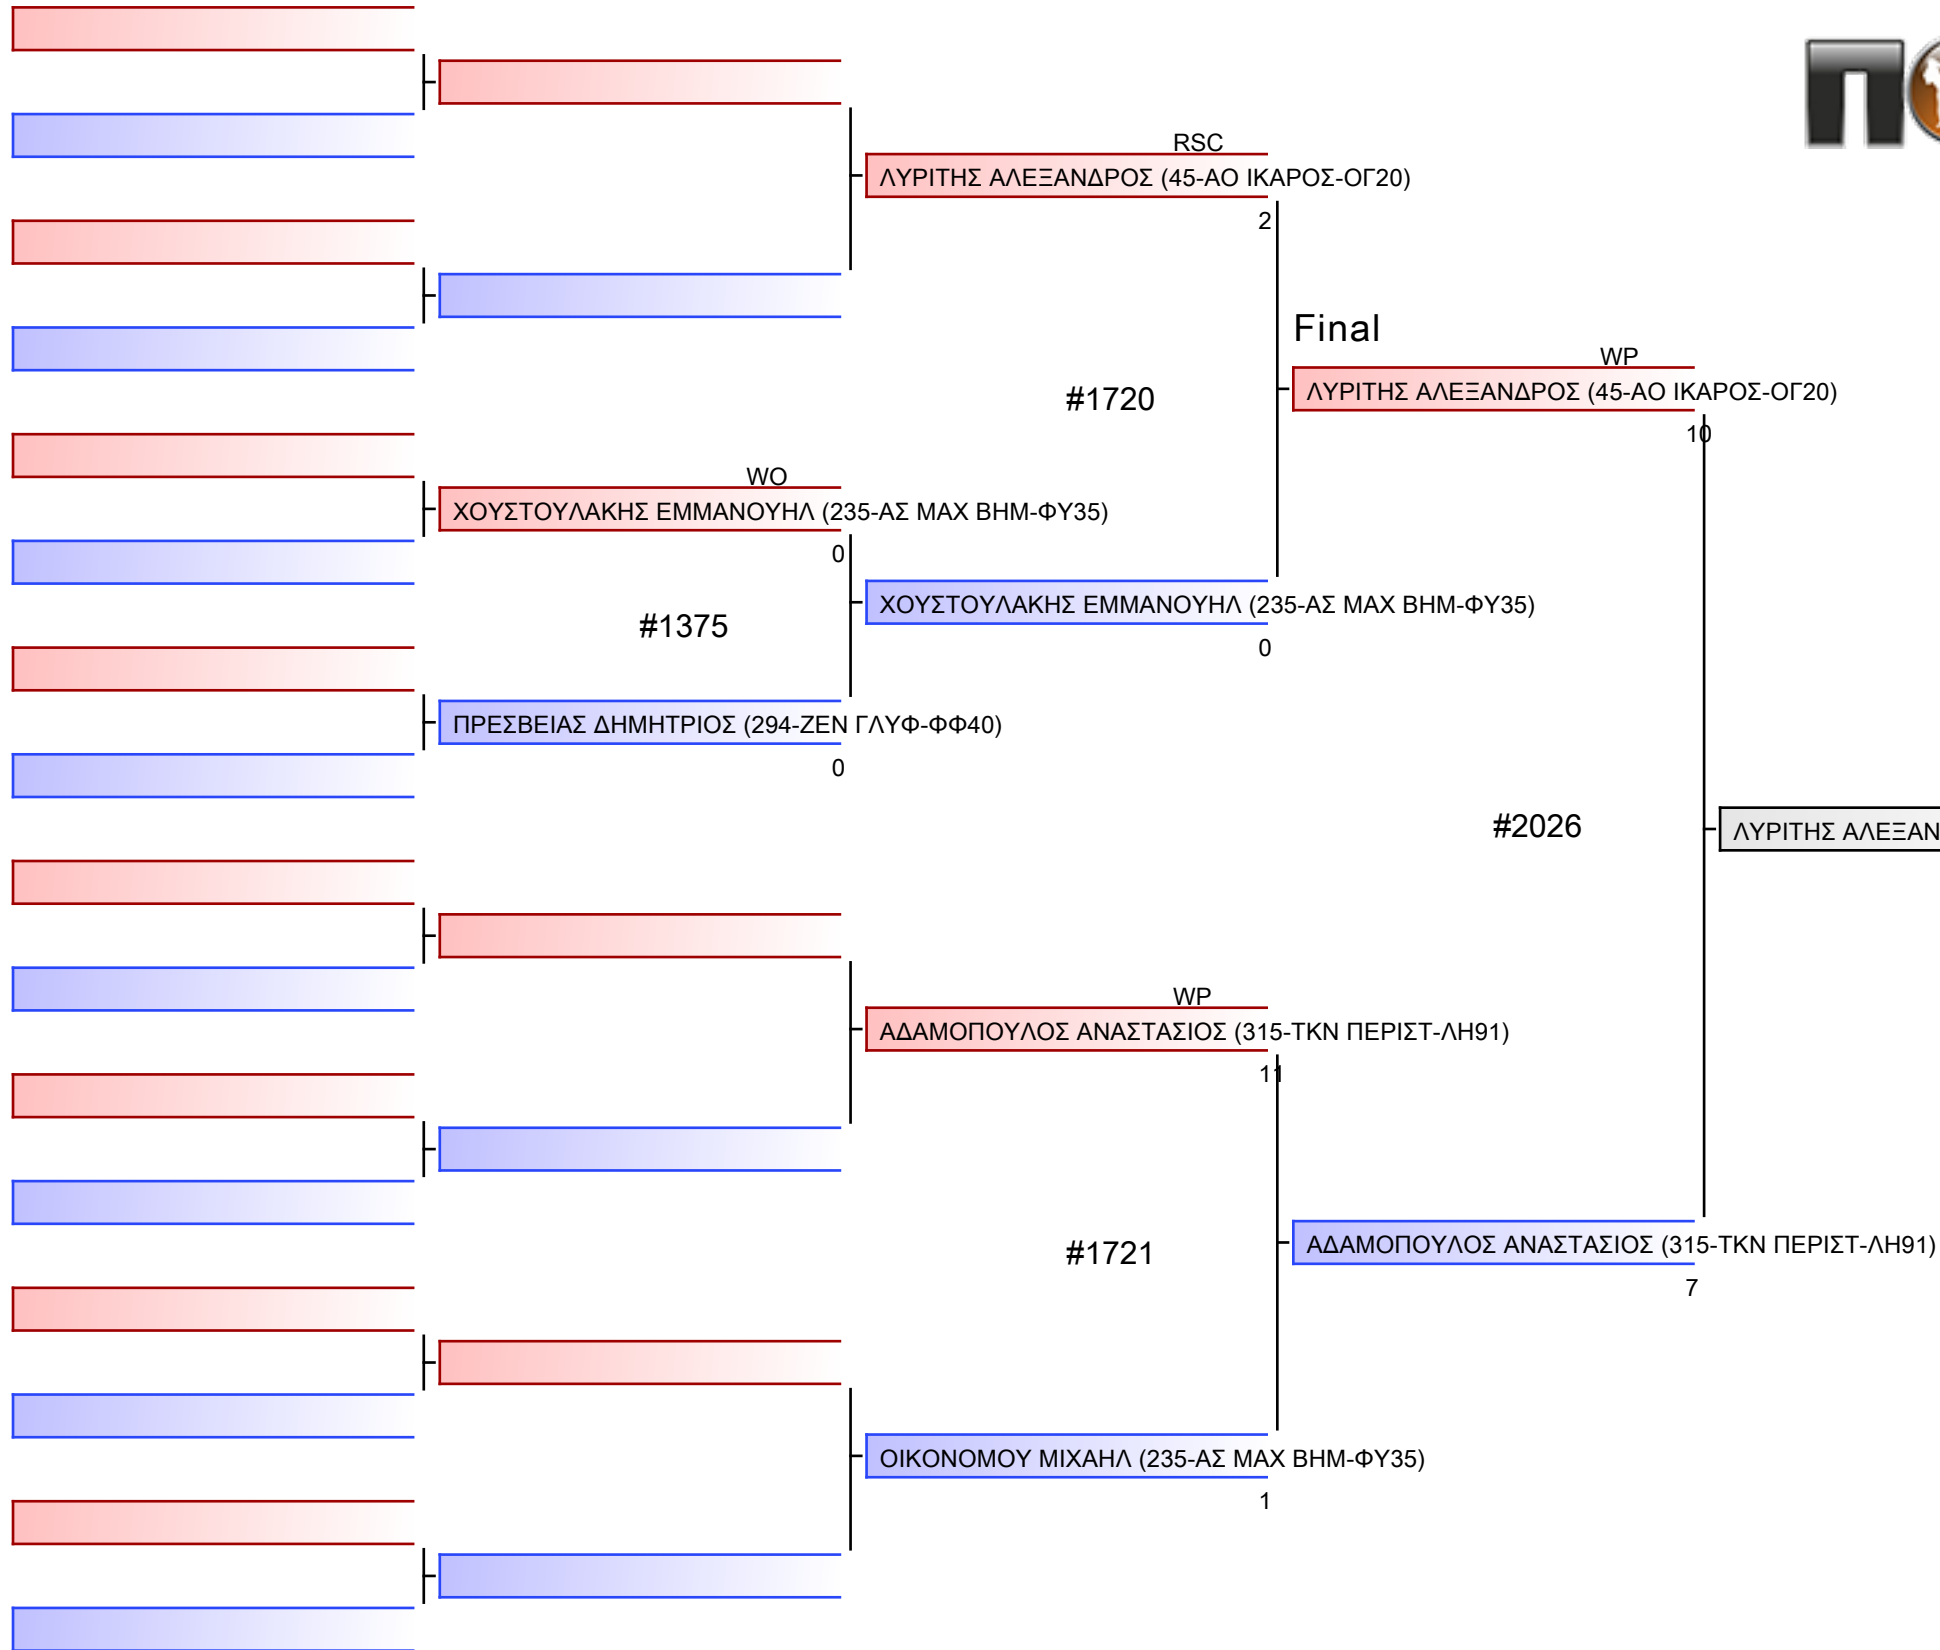 RSC
ΛΥΡΙΤΗΣ ΑΛΕΞΑΝΔΡΟΣ (45-ΑΟ ΙΚΑΡΟΣ-ΟΓ20)
2
Final
WP
ΛΥΡΙΤΗΣ ΑΛΕΞΑΝΔΡΟΣ (45-ΑΟ ΙΚΑΡΟΣ-ΟΓ20)
10
#1720
WO
ΧΟΥΣΤΟΥΛΑΚΗΣ ΕΜΜΑΝΟΥΗΛ (235-ΑΣ ΜΑΧ ΒΗΜ-ΦΥ35)
0
#1375
ΧΟΥΣΤΟΥΛΑΚΗΣ ΕΜΜΑΝΟΥΗΛ (235-ΑΣ ΜΑΧ ΒΗΜ-ΦΥ35)
0
ΠΡΕΣΒΕΙΑΣ ΔΗΜΗΤΡΙΟΣ (294-ΖΕΝ ΓΛΥΦ-ΦΦ40)
0
#2026
ΛΥΡΙΤΗΣ ΑΛΕΞΑΝ
WP
ΑΔΑΜΟΠΟΥΛΟΣ ΑΝΑΣΤΑΣΙΟΣ (315-ΤΚΝ ΠΕΡΙΣΤ-ΛΗ91)
11
#1721
ΑΔΑΜΟΠΟΥΛΟΣ ΑΝΑΣΤΑΣΙΟΣ (315-ΤΚΝ ΠΕΡΙΣΤ-ΛΗ91)
7
ΟΙΚΟΝΟΜΟΥ ΜΙΧΑΗΛ (235-ΑΣ ΜΑΧ ΒΗΜ-ΦΥ35)
1